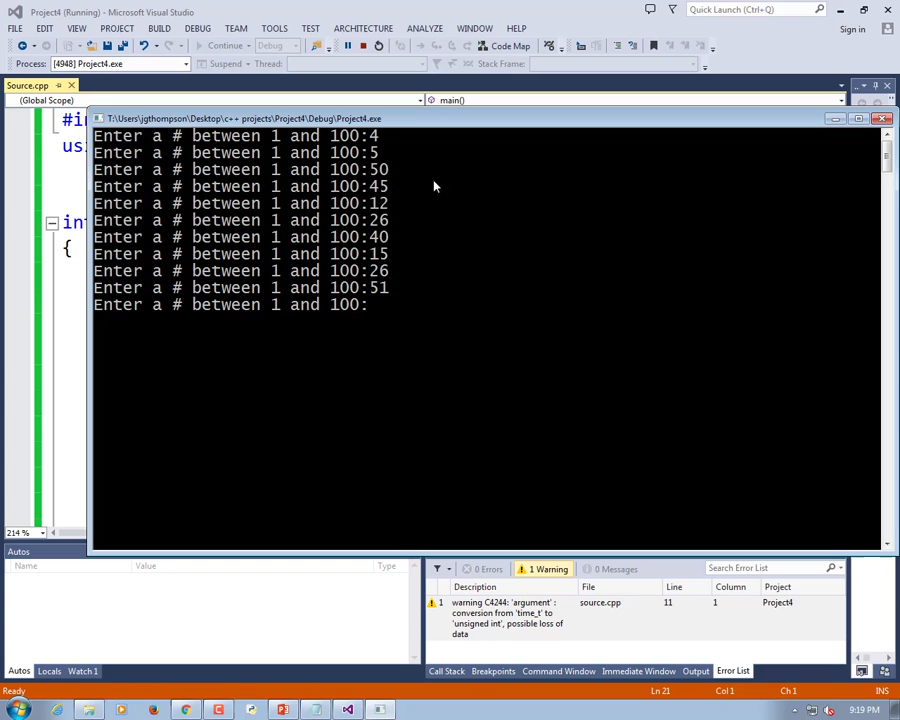 Project4 (Running) - Microsoft Visual Studio
Quick Launch (Ctrl+Q)
FILE EDIT VIEW PROJECT BUILD DEBUG TEAM TOOLS TEST ARCHITECTURE ANALYZE WINDOW HELP
Sign in
Continue Debug Code Map
Process: [4948] Project4.exe Suspend Thread: Stack Frame:
Source.cpp
(Global Scope) main()
T:\Users\jgthompson\Desktop\c++ projects\Project4\Debug\Project4.exe
Enter a # between 1 and 100:4
Enter a # between 1 and 100:5
Enter a # between 1 and 100:50
Enter a # between 1 and 100:45
Enter a # between 1 and 100:12
Enter a # between 1 and 100:26
Enter a # between 1 and 100:40
Enter a # between 1 and 100:15
Enter a # between 1 and 100:26
Enter a # between 1 and 100:51
Enter a # between 1 and 100:
#in
usi
int
{
214 %
Autos
Name Value Type
0 Errors 1 Warning 0 Messages Search Error List
Description File Line Column Project
1 warning C4244: 'argument' : source.cpp 11 1 Project4
conversion from 'time_t' to
'unsigned int', possible loss of
data
Autos Locals Watch 1
Call Stack Breakpoints Command Window Immediate Window Output Error List
Ready Ln 21 Col 1 Ch 1 INS
9:19 PM